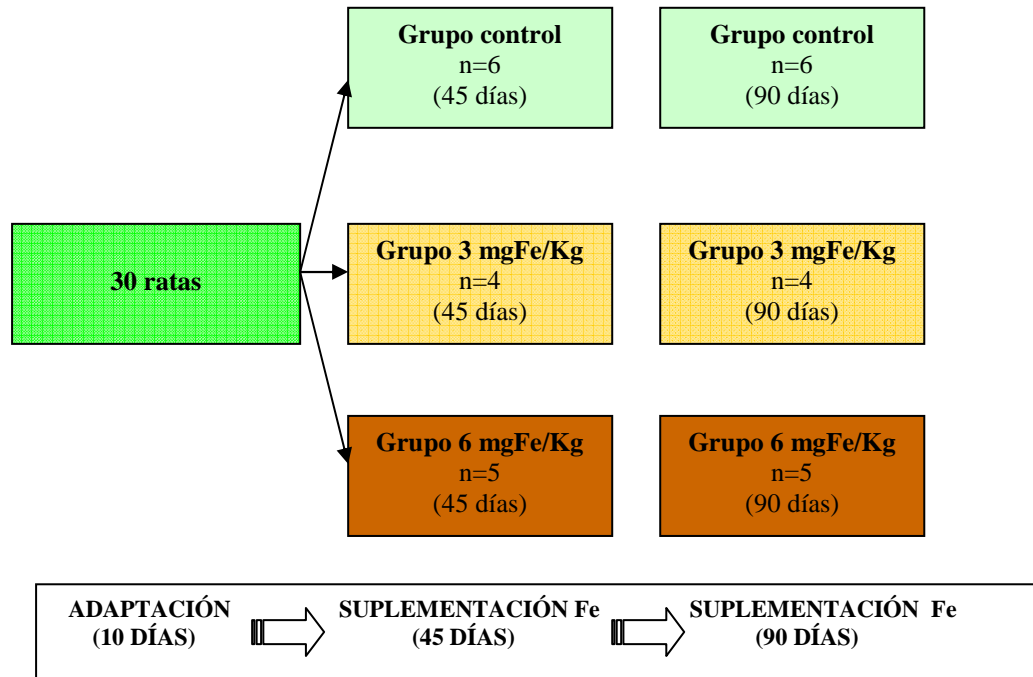 Grupo control
n=6
(45 días)
Grupo control
n=6
(90 días)
30 ratas
Grupo 3 mgFe/Kg
n=4
(45 días)
Grupo 3 mgFe/Kg
n=4
(90 días)
Grupo 6 mgFe/Kg
n=5
(45 días)
Grupo 6 mgFe/Kg
n=5
(90 días)
ADAPTACIÓN
(10 DÍAS)
SUPLEMENTACIÓN Fe
(45 DÍAS)
SUPLEMENTACIÓN Fe
(90 DÍAS)